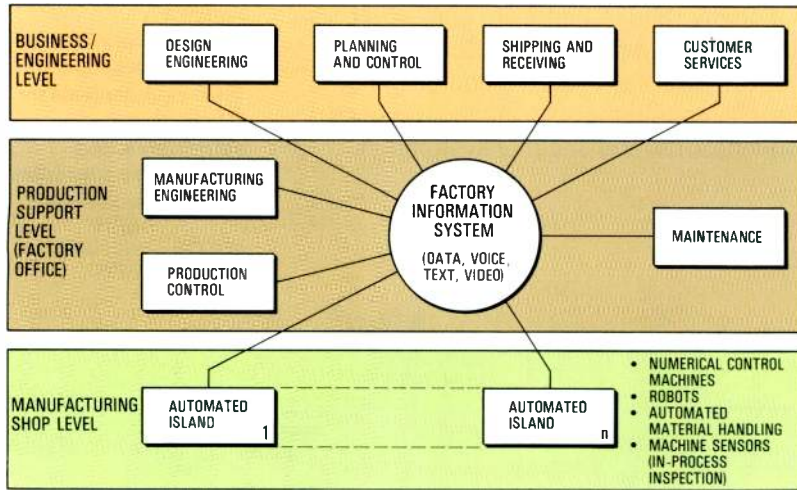 BUSINESS/
ENGINEERING
LEVEL
DESIGN
ENGINEERING
PLANNING
AND CONTROL
SHIPPING AND
RECEIVING
CUSTOMER
SERVICES
PRODUCTION
SUPPORT
LEVEL
(FACTORY
OFFICE)
MANUFACTURING
ENGINEERING
PRODUCTION
CONTROL
FACTORY
INFORMATION
SYSTEM
(DATA, VOICE,
TEXT, VIDEO)
MAINTENANCE
MANUFACTURING
SHOP LEVEL
AUTOMATED
ISLAND
1
AUTOMATED
ISLAND
n
• NUMERICAL CONTROL
MACHINES
• ROBOTS
• AUTOMATED
MATERIAL HANDLING
• MACHINE SENSORS
(IN-PROCESS
INSPECTION)